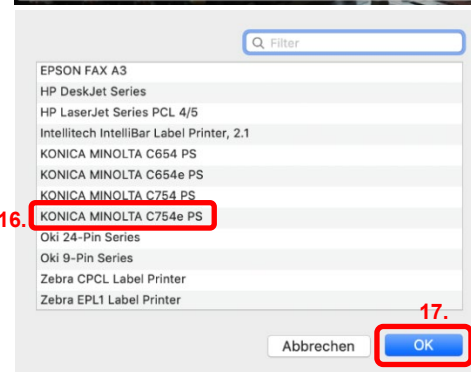 Filter
EPSON FAX A3
HP DeskJet Series
HP LaserJet Series PCL 4/5
Intellitech IntelliBar Label Printer, 2.1
KONICA MINOLTA C654 PS
KONICA MINOLTA C654e PS
KONICA MINOLTA C754 PS
16. KONICA MINOLTA C754e PS
Oki 24-Pin Series
Oki 9-Pin Series
Zebra CPCL Label Printer
Zebra EPL1 Label Printer
17.
Abbrechen OK